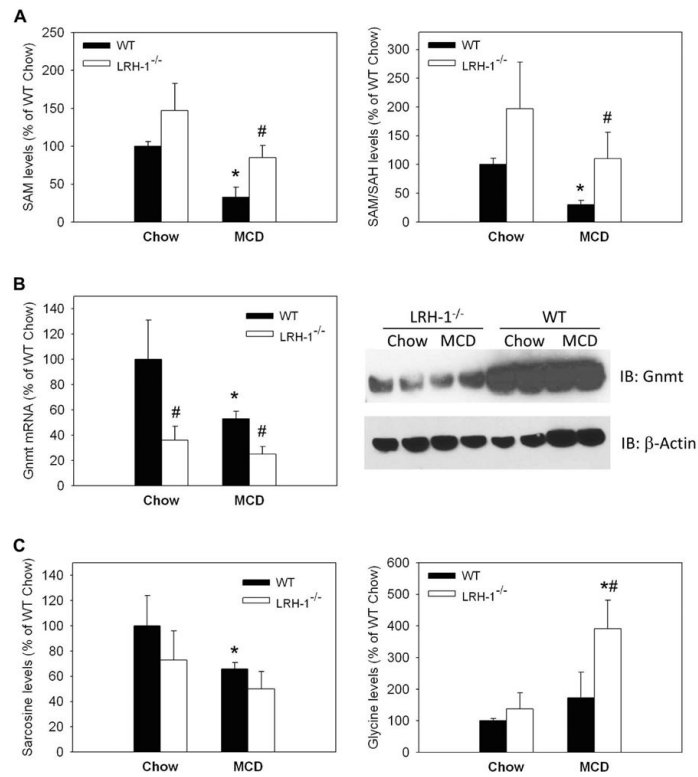 A
SAM levels (% of WT Chow)
250
200
150
100
50
0
WT
LRH-1-/-
*
#
Chow
MCD
SAM/SAH levels (% of WT Chow)
300
250
200
150
100
50
0
WT
LRH-1-/-
*
#
Chow
MCD
B
Gnmt mRNA (% of WT Chow)
140
120
100
80
60
40
20
0
WT
LRH-1-/-
#
*
#
Chow
MCD
LRH-1-/- WT
Chow MCD Chow MCD
IB: Gnmt
IB: β-Actin
C
Sarcosine levels (% of WT Chow)
140
120
100
80
60
40
20
0
WT
LRH-1-/-
*
Chow
MCD
Glycine levels (% of WT Chow)
600
500
400
300
200
100
0
WT
LRH-1-/-
*#
Chow
MCD